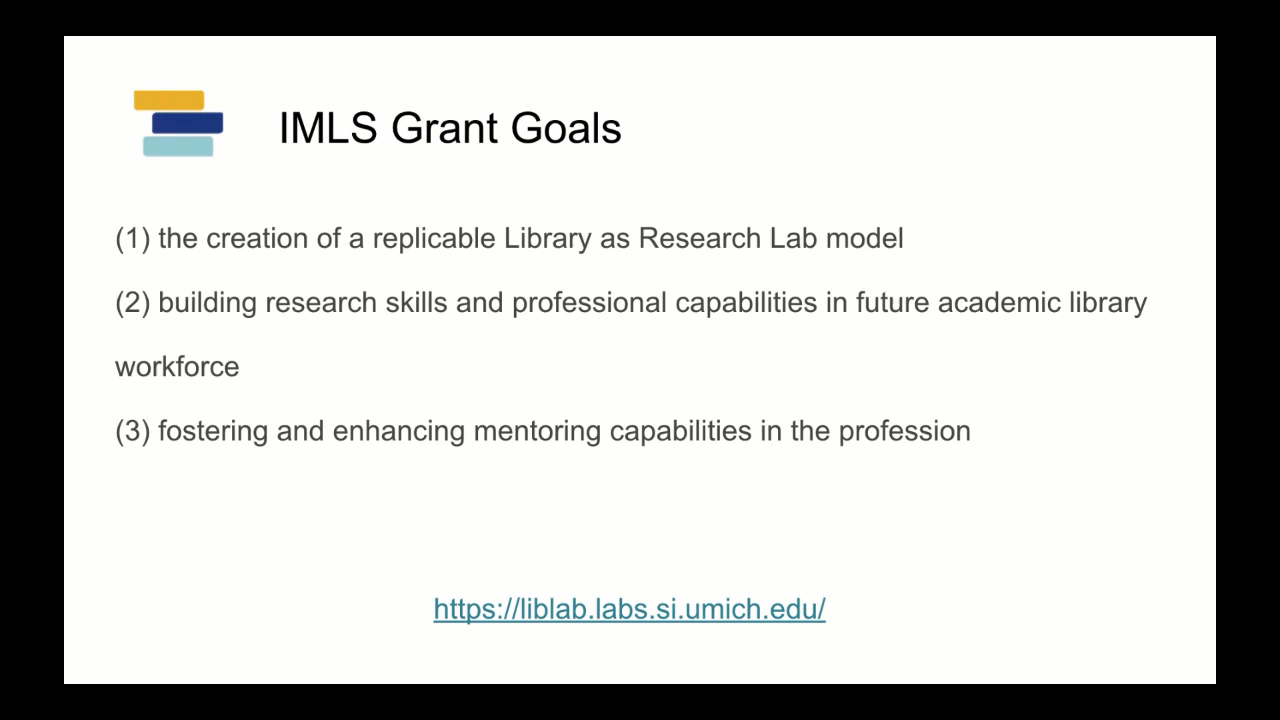 IMLS Grant Goals
(1) the creation of a replicable Library as Research Lab model
(2) building research skills and professional capabilities in future academic library
workforce
(3) fostering and enhancing mentoring capabilities in the profession
https://liblab.labs.si.umich.edu/